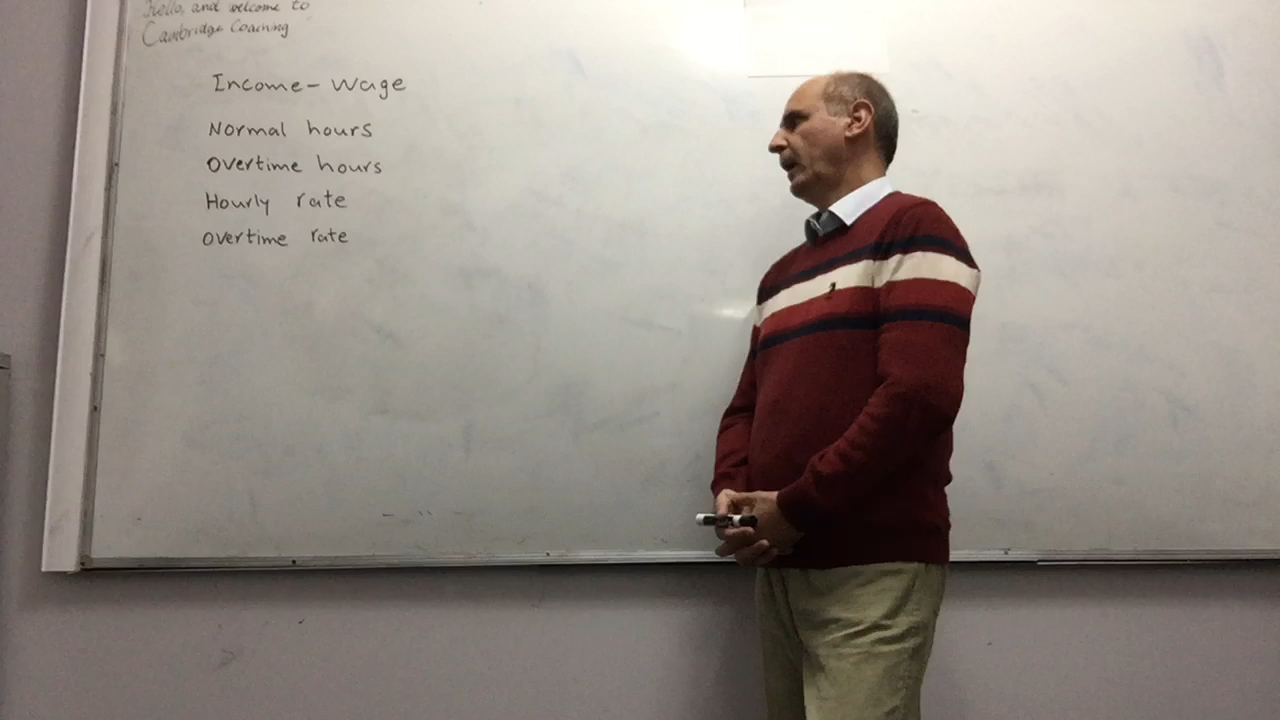 Hello, and welcome to
Cambridge Coaching
Income - Wage
Normal hours
Overtime hours
Hourly rate
Overtime rate